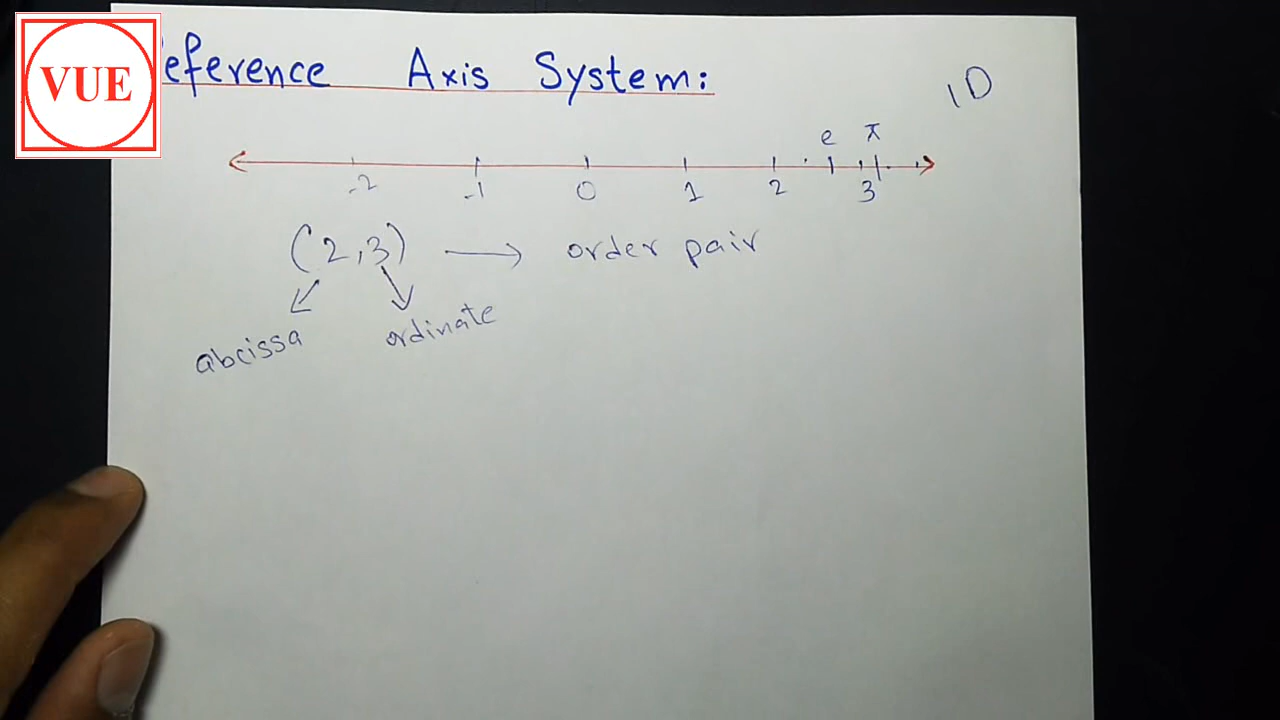 VUE
eference Axis System:
1D
e π
-2 -1 0 1 2 3
(2,3) → order pair
abcissa ordinate